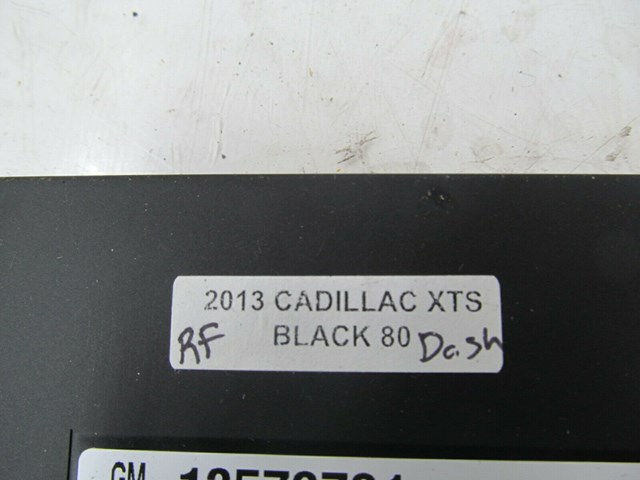 2013 CADILLAC XTS
RF BLACK 80 Dash
GM